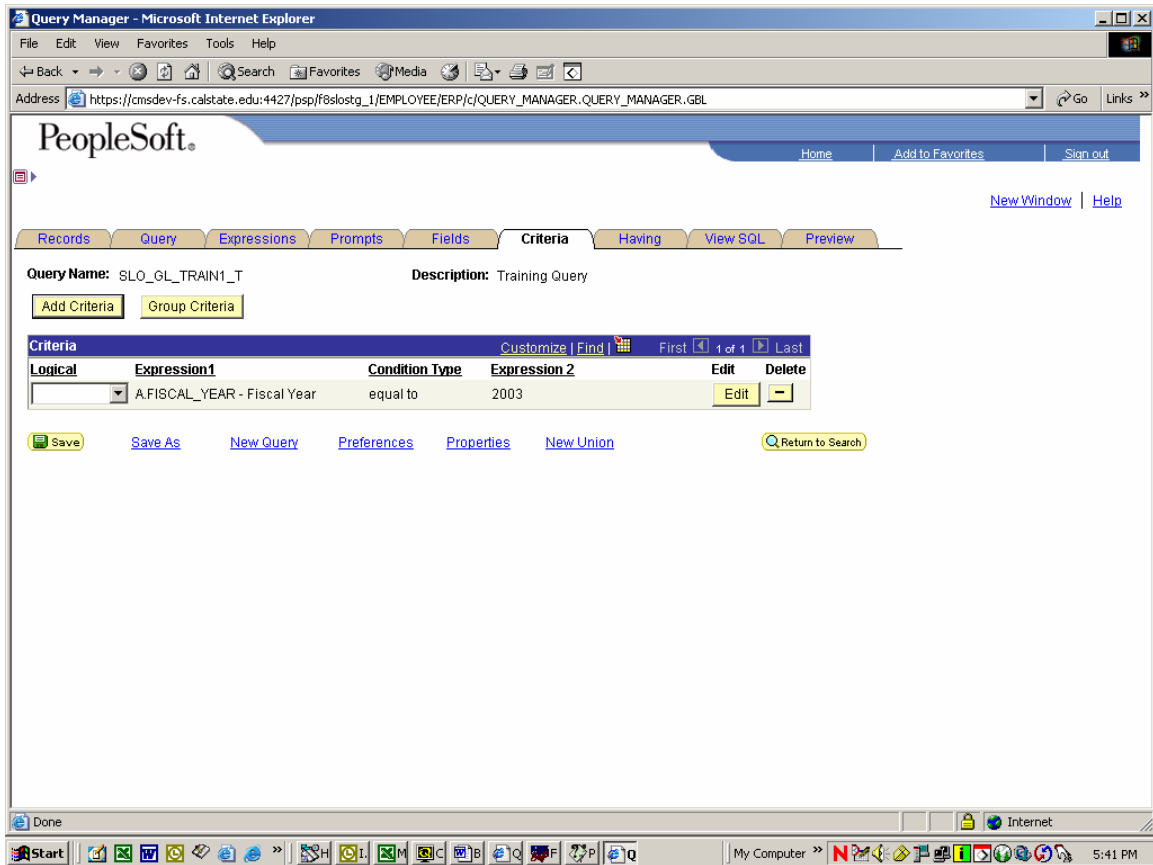 Query Manager - Microsoft Internet Explorer
File Edit View Favorites Tools Help
Back Search Favorites Media
Address https://cmsdev-fs.calstate.edu:4427/psp/f8slostg_1/EMPLOYEE/ERP/c/QUERY_MANAGER.QUERY_MANAGER.GBL Go Links »
PeopleSoft.
Home Add to Favorites Sign out
New Window | Help
Records Query Expressions Prompts Fields Criteria Having View SQL Preview
Query Name: SLO_GL_TRAIN1_T Description: Training Query
Add Criteria Group Criteria
Criteria Customize | Find | First 1 of 1 Last
Logical Expression1 Condition Type Expression 2 Edit Delete
A.FISCAL_YEAR - Fiscal Year equal to 2003 Edit
Save Save As New Query Preferences Properties New Union Return to Search
Done Internet
Start » H I. M C B Q F P Q My Computer » 5:41 PM